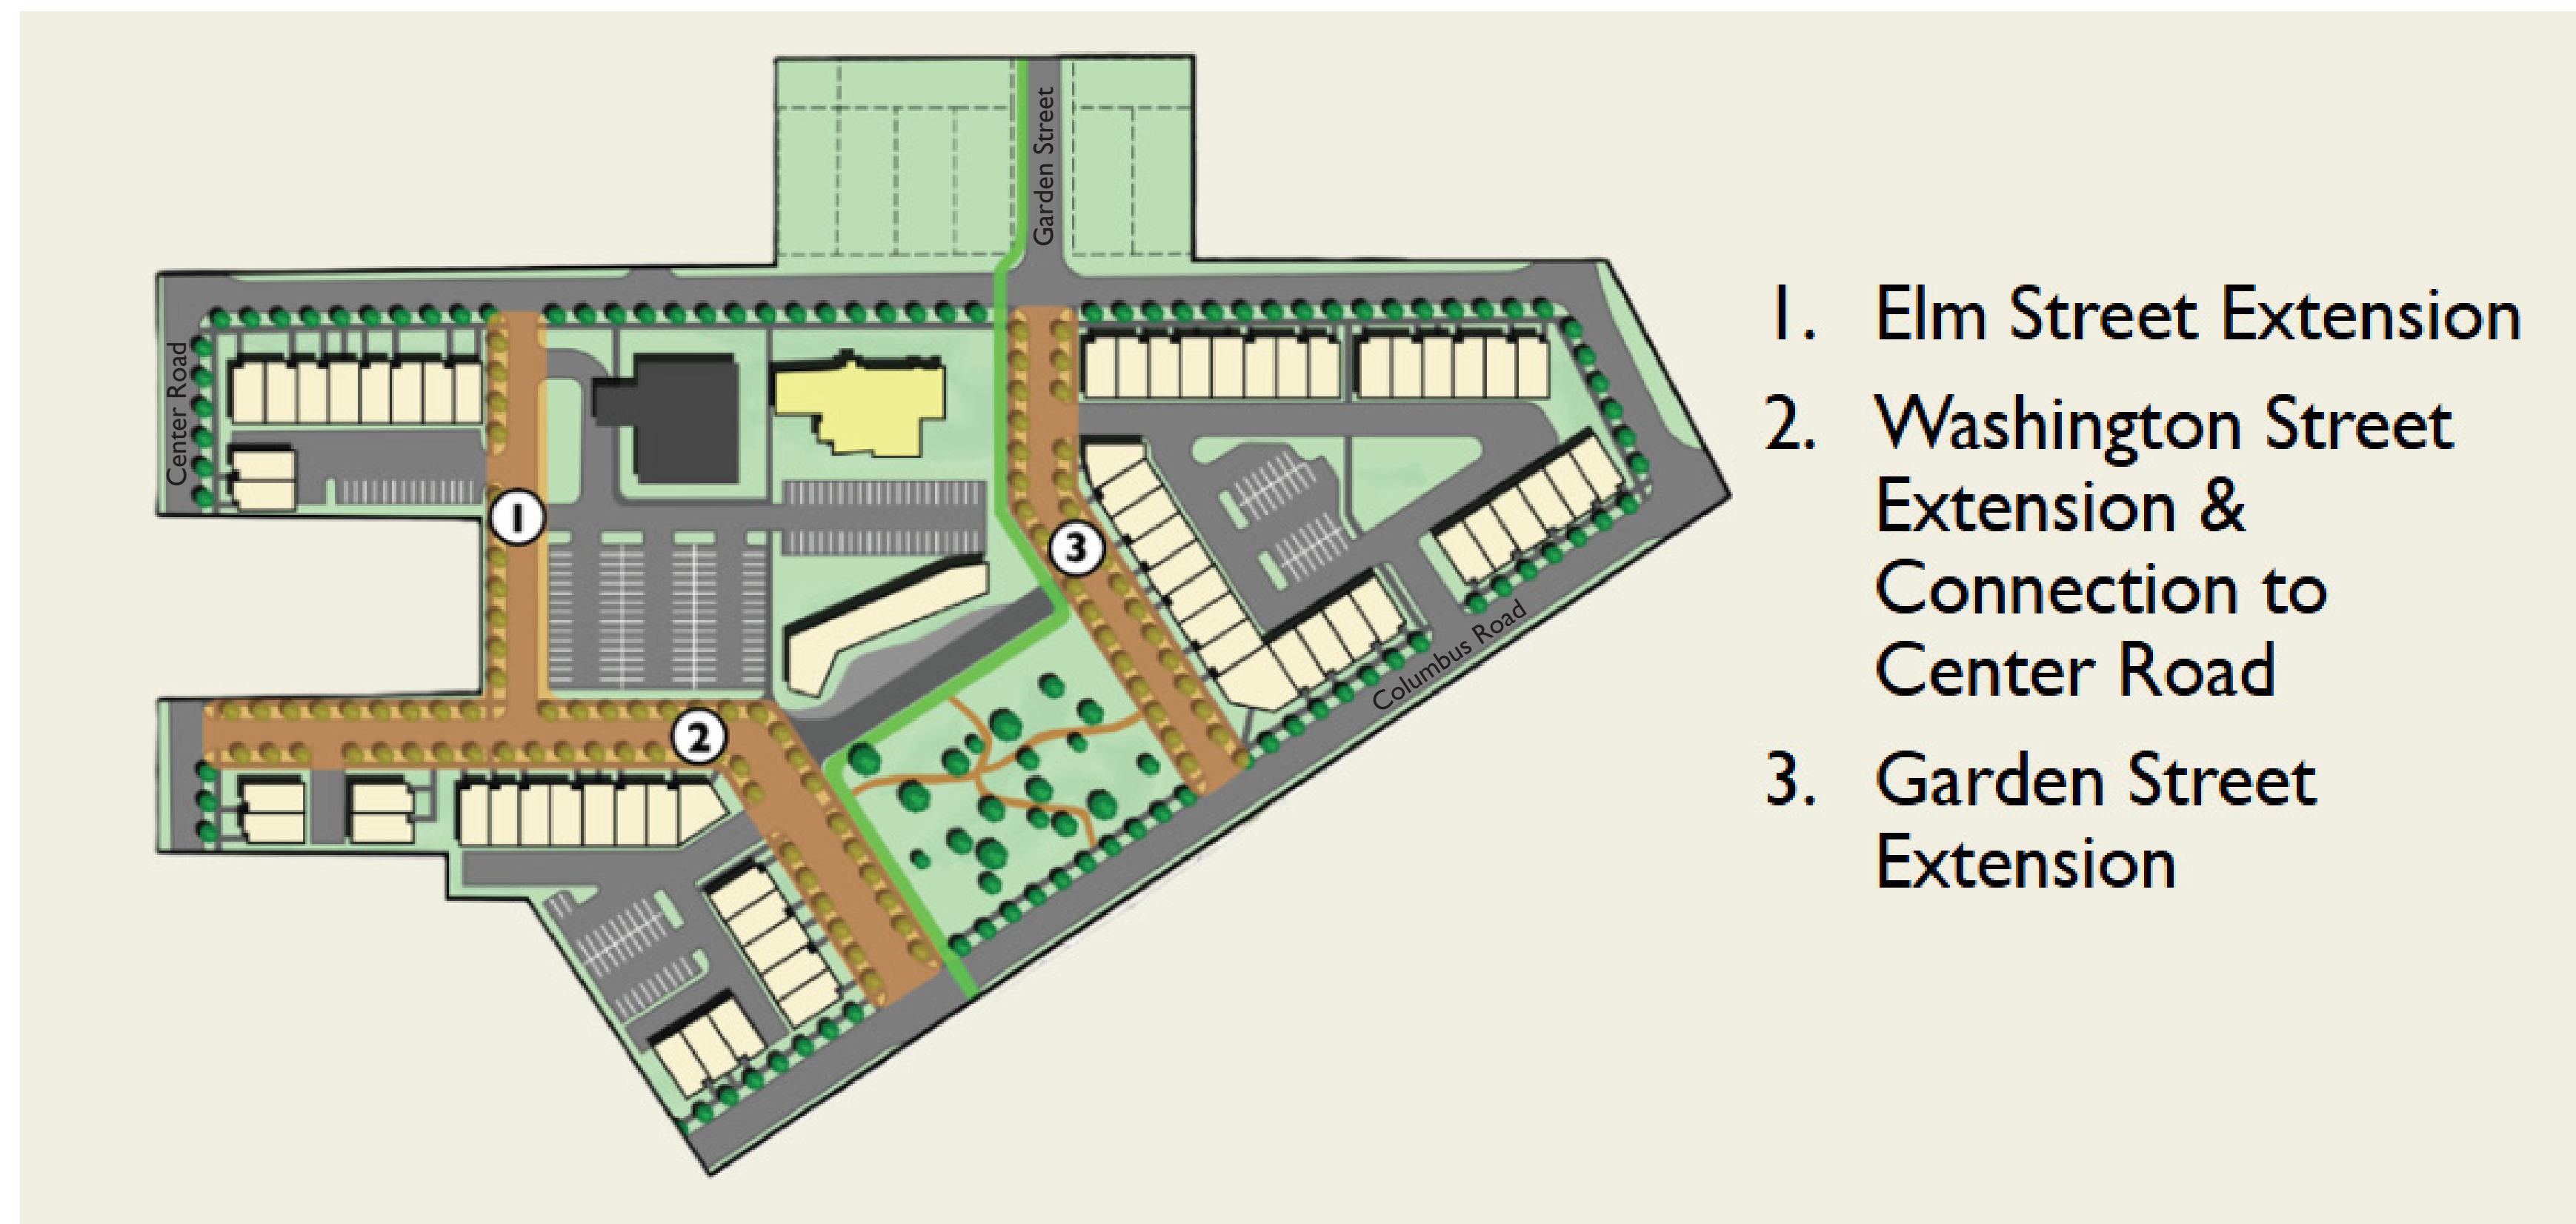 Garden Street
Center Road
1
3
2
Columbus Road
1. Elm Street Extension
2. Washington Street
Extension &
Connection to
Center Road
3. Garden Street
Extension